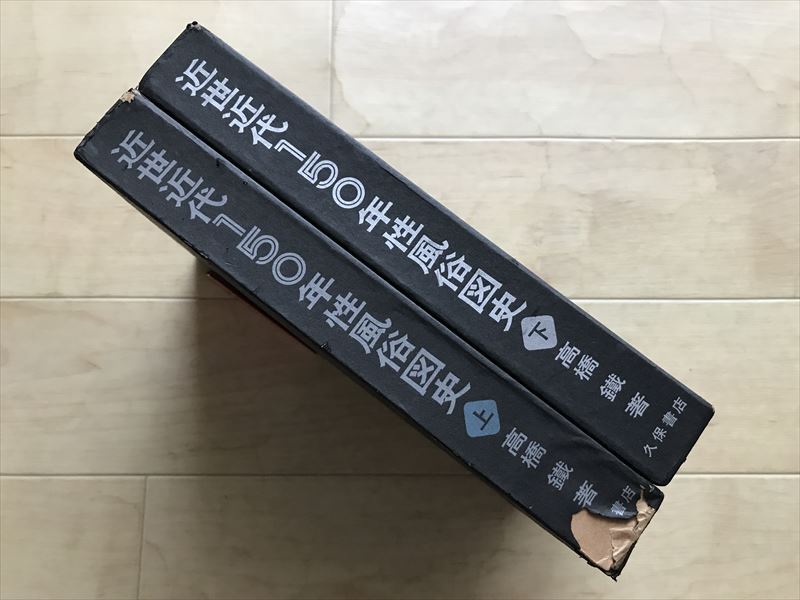 近世近代150年性風俗図史 下 高橋 鐵 著 久保書店
近世近代150年性風俗図史 上 高橋 鐵 著 書店